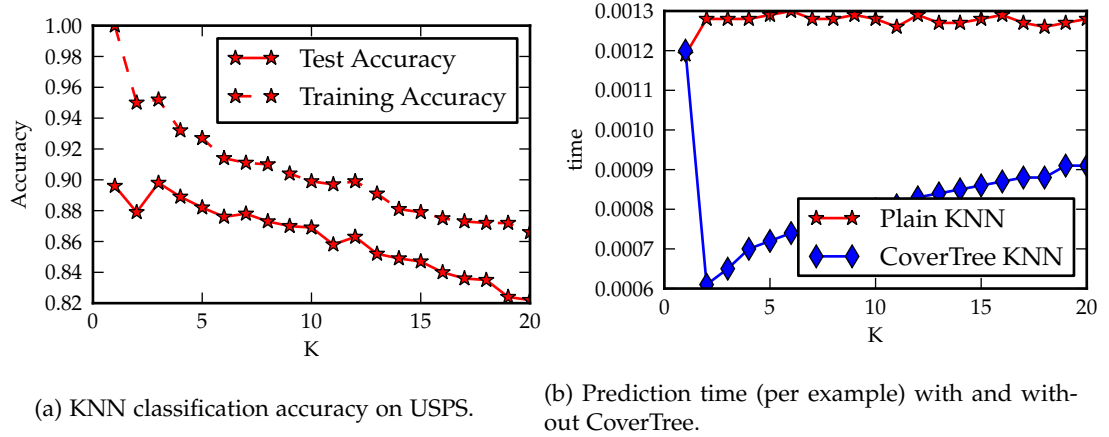 1.00
0.98
0.96
0.94
0.92
0.90
0.88
0.86
0.84
0.82
Accuracy
Test Accuracy
Training Accuracy
0 5 10 15 20
K
(a) KNN classification accuracy on USPS.
0.0013
0.0012
0.0011
0.0010
0.0009
0.0008
0.0007
0.0006
time
Plain KNN
CoverTree KNN
0 5 10 15 20
K
(b) Prediction time (per example) with and with-
out CoverTree.